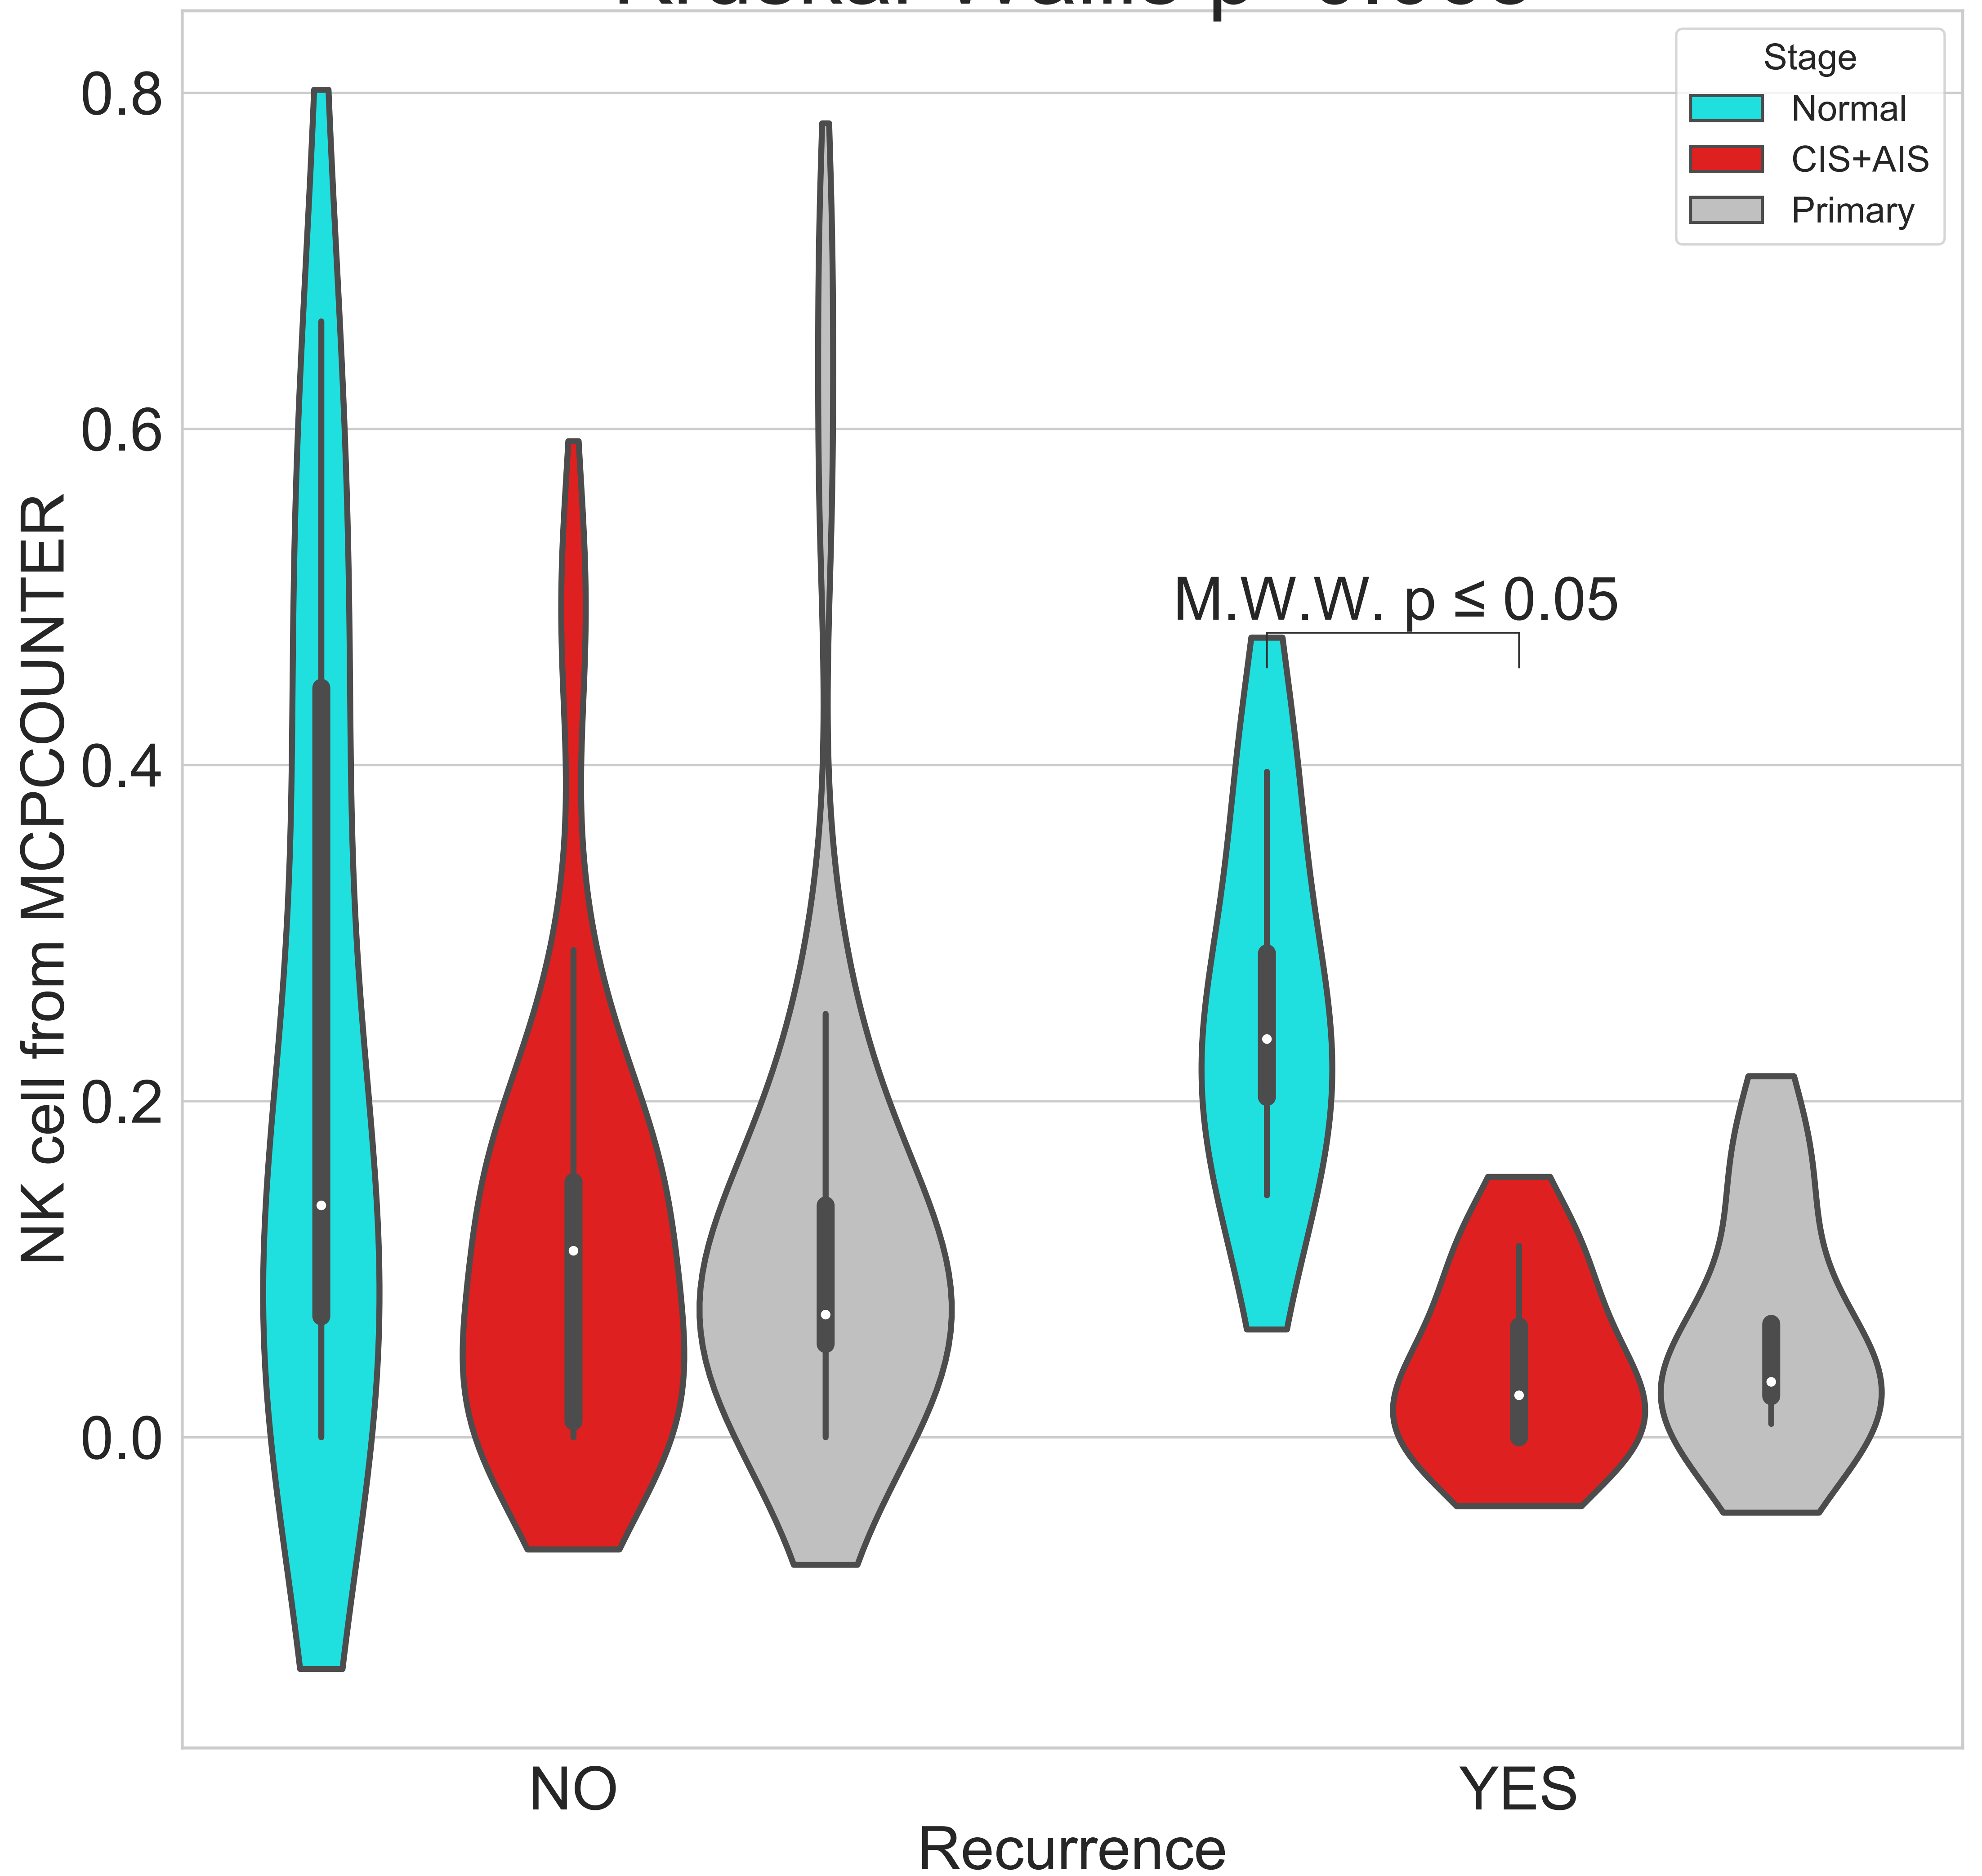 Stage
Normal
CIS+AIS
Primary
0.8
0.6
0.4
0.2
0.0
NK cell from MCPCOUNTER
M.W.W. p ≤ 0.05
NO
YES
Recurrence